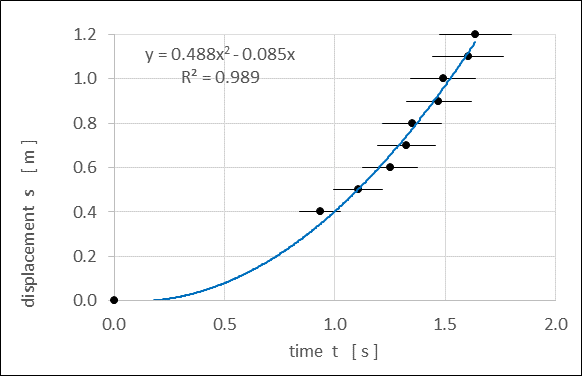 y = 0.488x² - 0.085x
R² = 0.989
1.2
1.0
0.8
0.6
0.4
0.2
0.0
displacement s [ m ]
0.0 0.5 1.0 1.5 2.0
time t [ s ]